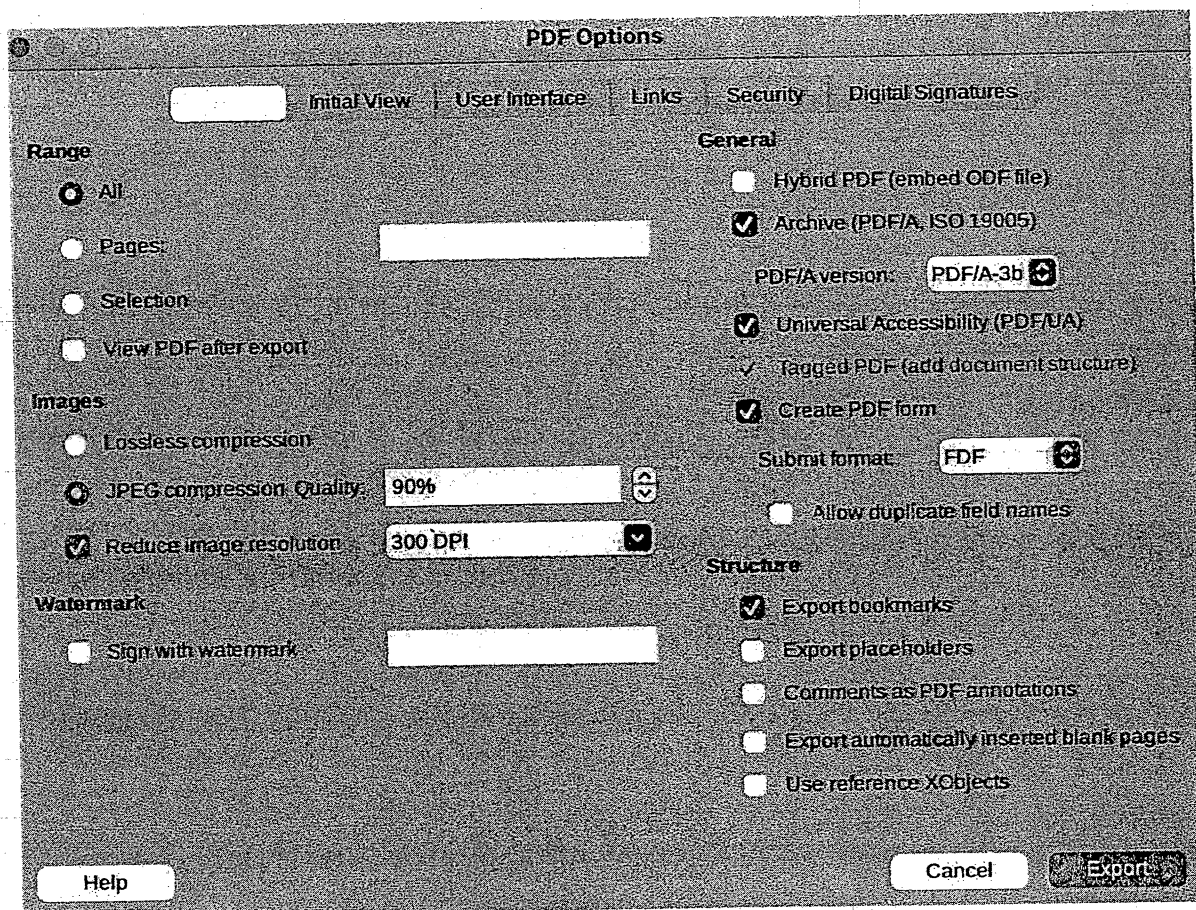 PDF Options
Initial View
User Interface
Links
Security
Digital Signatures
Range
All
Pages:
Selection
View PDF after export
Images
Lossless compression
JPEG compression Quality:
90%
Reduce image resolution
300 DPI
Watermark
Sign with watermark
General
Hybrid PDF (embed ODF file)
Archive (PDF/A, ISO 19005)
PDF/A version:
PDF/A-3b
Universal Accessibility (PDF/UA)
Tagged PDF (add document structure)
Create PDF form
Submit format:
FDF
Allow duplicate field names
Structure
Export bookmarks
Export placeholders
Comments as PDF annotations
Export automatically inserted blank pages
Use reference XObjects
Help
Cancel
Export